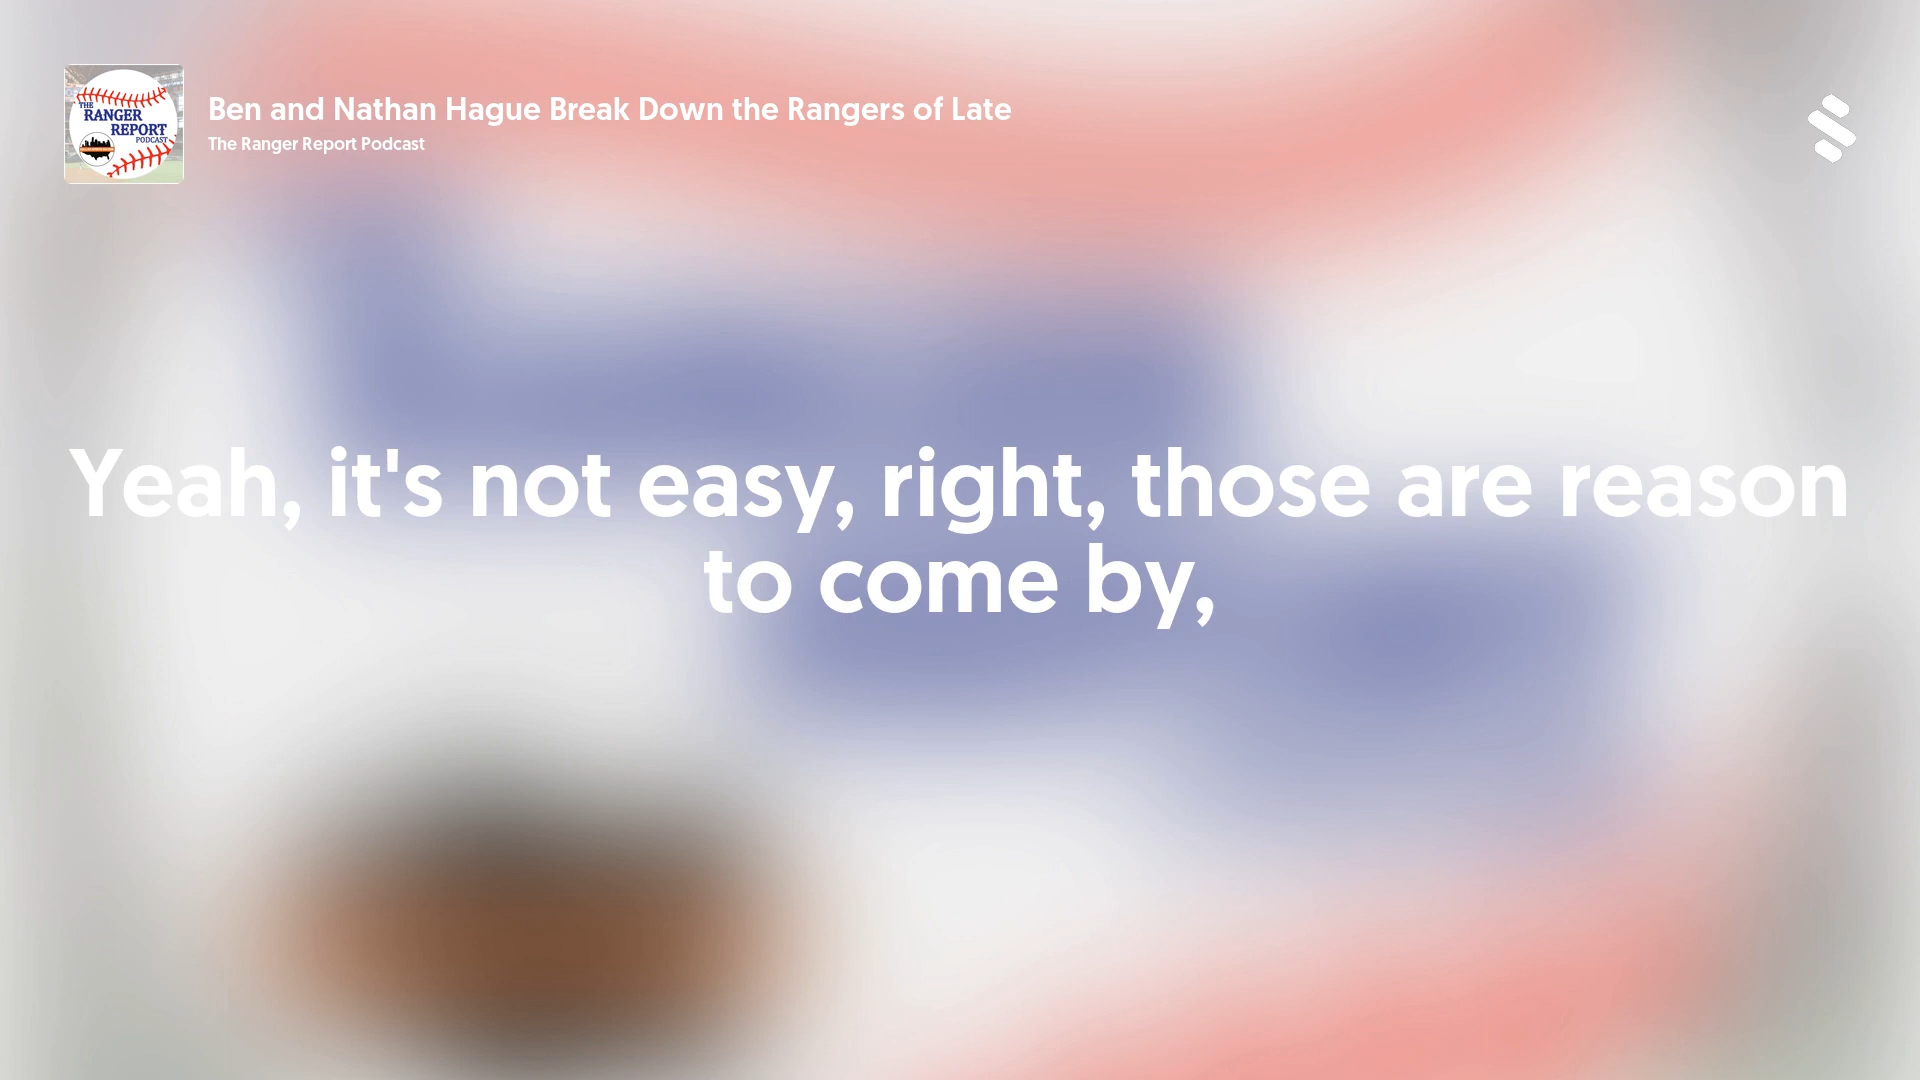 THE
RANGER
REPORT
PODCAST
Ben and Nathan Hague Break Down the Rangers of Late
The Ranger Report Podcast
Yeah, it's not easy, right, those are reason
to come by,